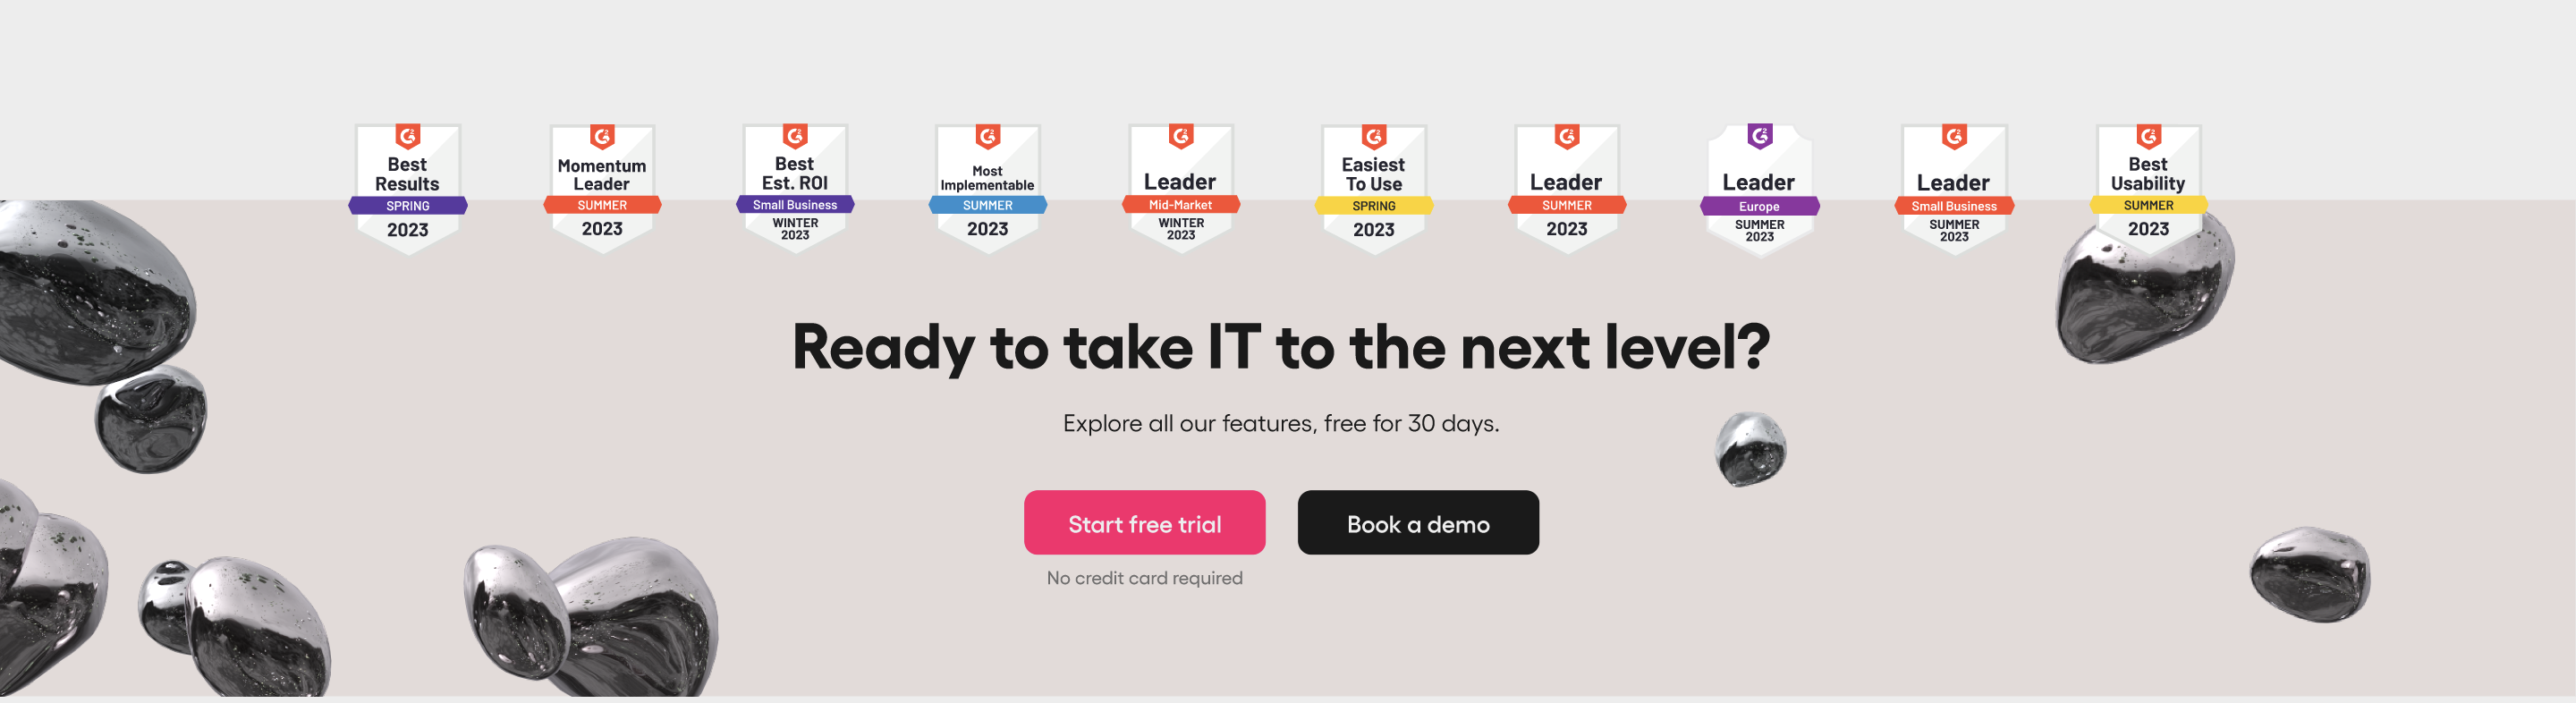 Best
Results
SPRING
2023
Momentum
Leader
SUMMER
2023
Best
Est. ROI
Small Business
WINTER
2023
Most
Implementable
SUMMER
2023
Leader
Mid-Market
WINTER
2023
Easiest
To Use
SPRING
2023
Leader
SUMMER
2023
Leader
Europe
SUMMER
2023
Leader
Small Business
SUMMER
2023
Best
Usability
SUMMER
2023
Ready to take IT to the next level?
Explore all our features, free for 30 days.
Start free trial
Book a demo
No credit card required